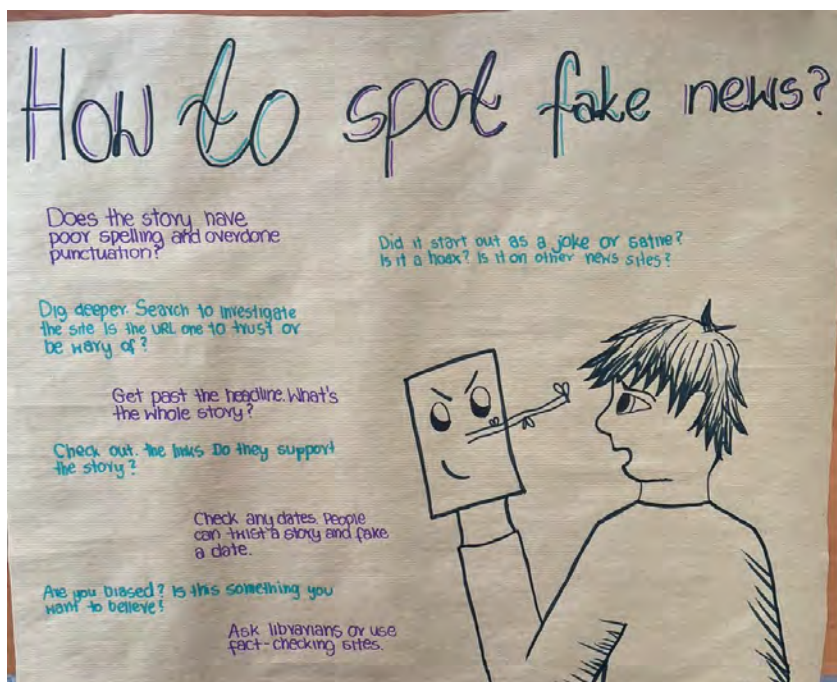 How to spot fake news?
Does the story have
poor spelling and overdone
punctuation?
Did it start out as a joke or satire?
Is it a hoax? Is it on other news sites?
Dig deeper. Search to investigate
the site Is the URL one to trust or
be wary of?
Get past the headline. What's
the whole story?
Check out. the links Do they support
the story?
Check any dates. People
can twist a story and fake
a date.
Are you biased? Is this something you
want to believe?
Ask librarians or use
fact-checking sites.